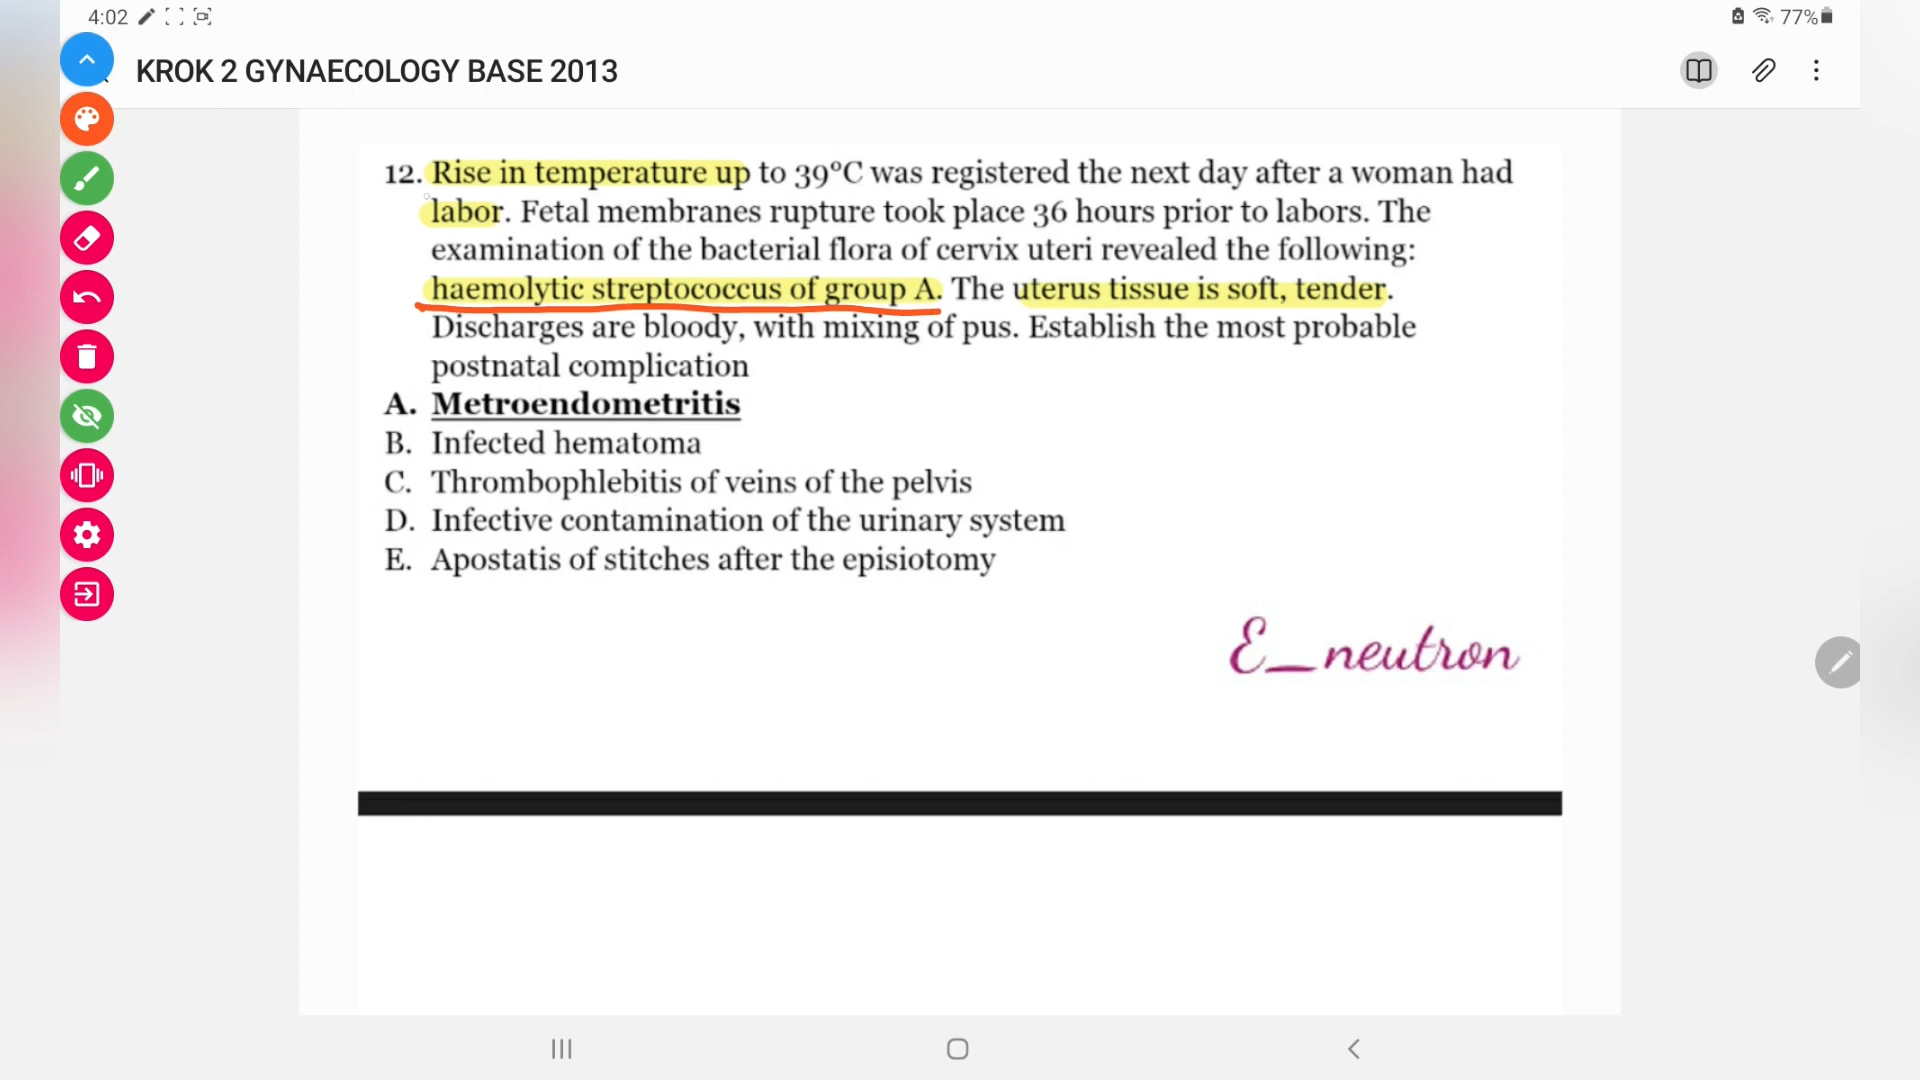 4:02
77%
KROK 2 GYNAECOLOGY BASE 2013
12. Rise in temperature up to 39°C was registered the next day after a woman had
labor. Fetal membranes rupture took place 36 hours prior to labors. The
examination of the bacterial flora of cervix uteri revealed the following:
haemolytic streptococcus of group A. The uterus tissue is soft, tender.
Discharges are bloody, with mixing of pus. Establish the most probable
postnatal complication
A. Metroendometritis
B. Infected hematoma
C. Thrombophlebitis of veins of the pelvis
D. Infective contamination of the urinary system
E. Apostatis of stitches after the episiotomy
E_neutron